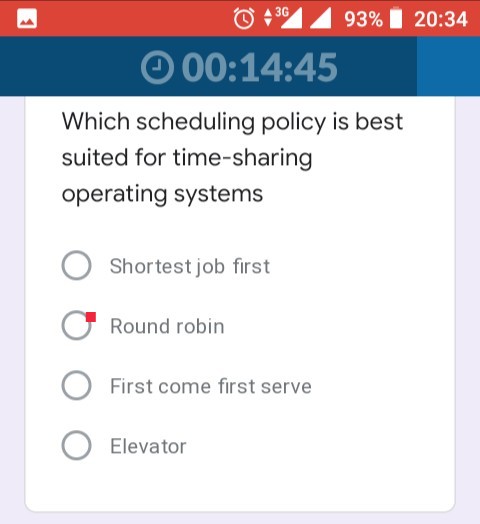 3G 93% 20:34
00:14:45
Which scheduling policy is best
suited for time-sharing
operating systems
Shortest job first
Round robin
First come first serve
Elevator